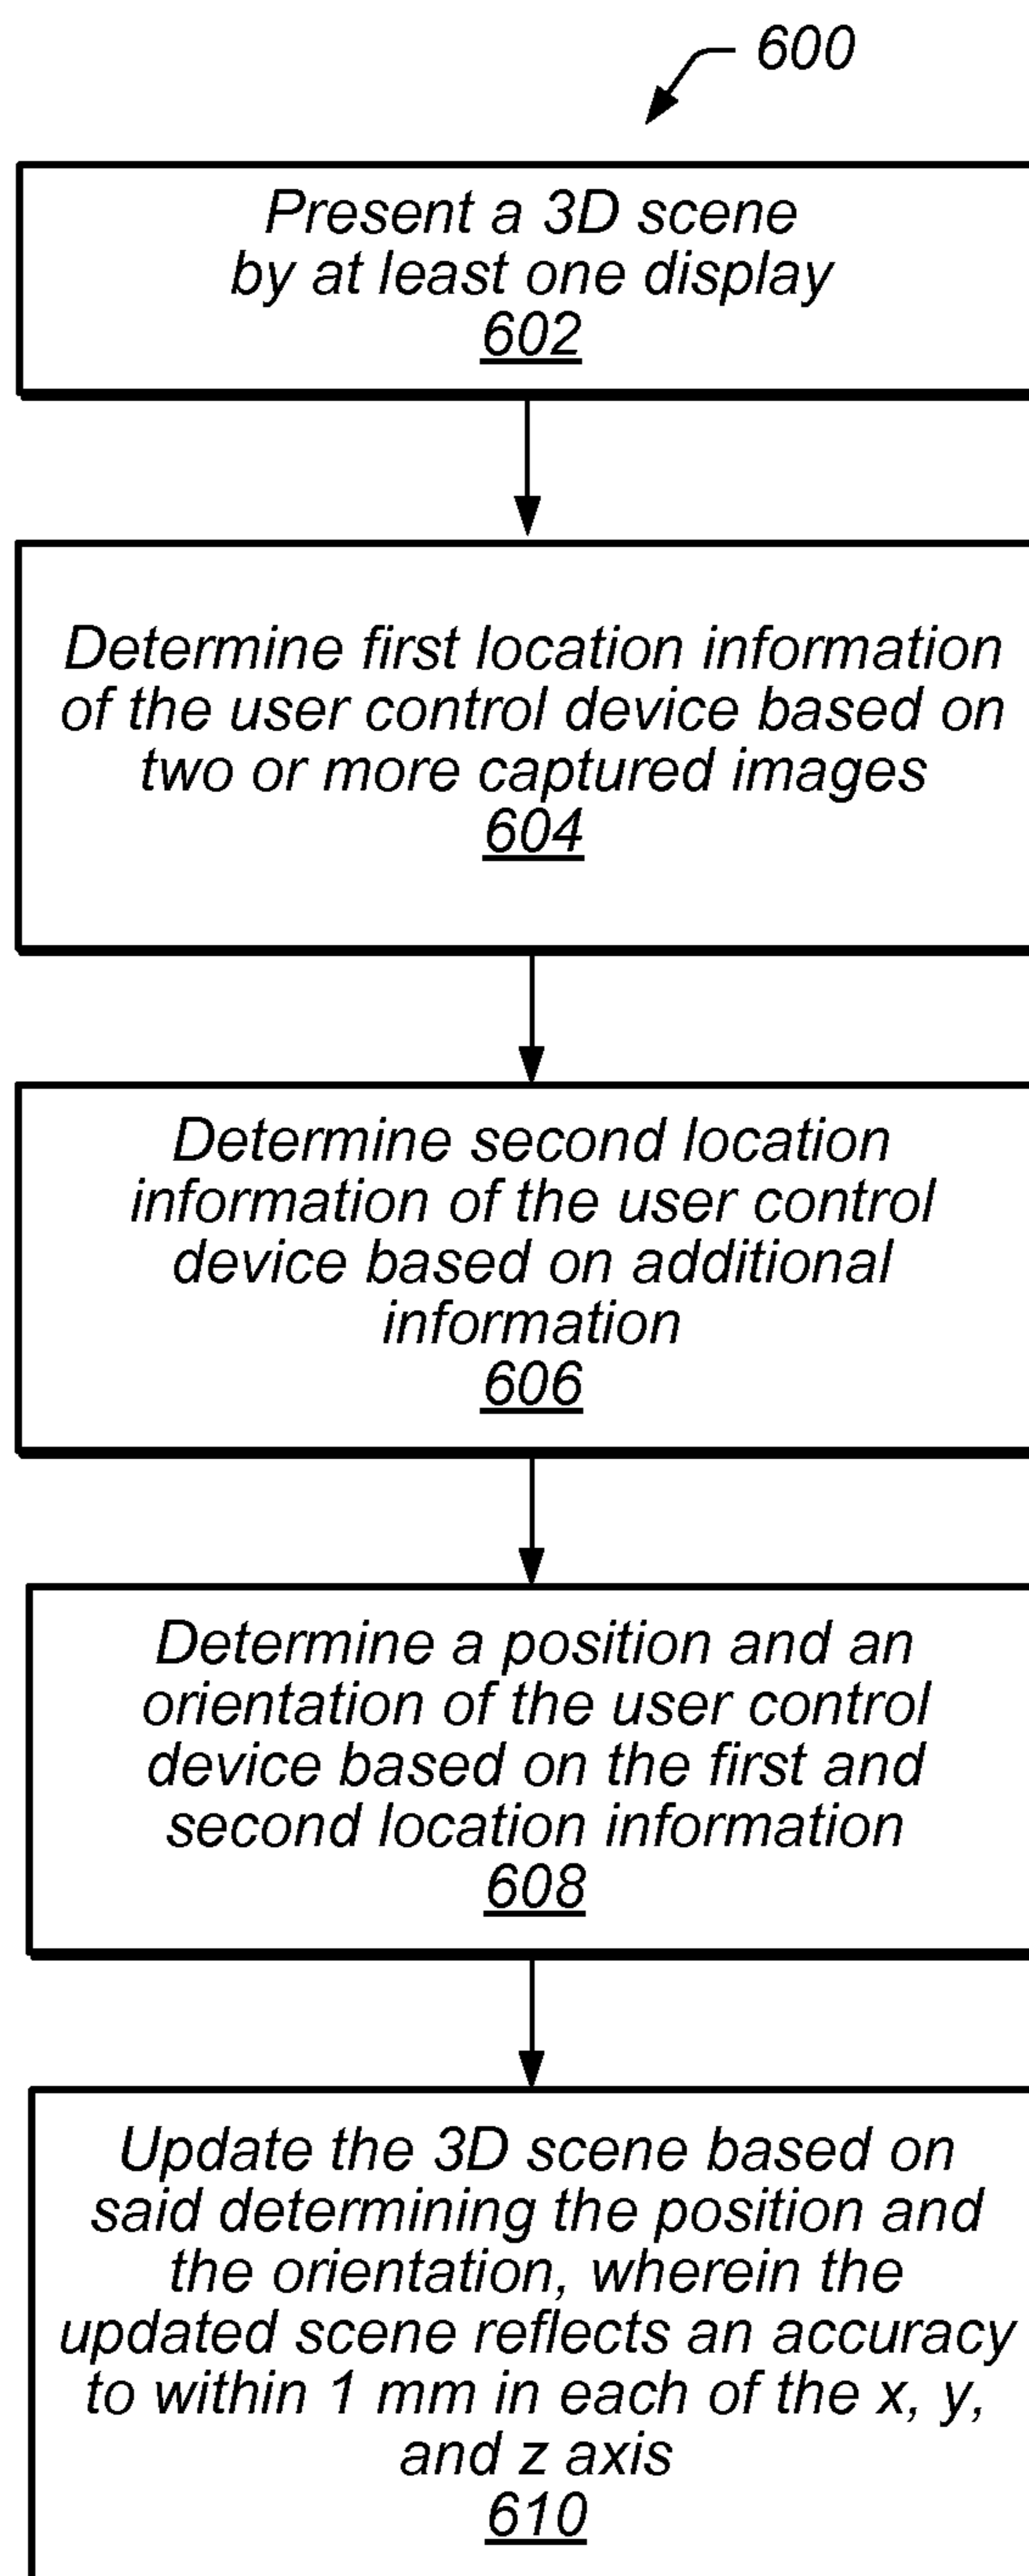 600
Present a 3D scene
by at least one display
602
Determine first location information
of the user control device based on
two or more captured images
604
Determine second location
information of the user control
device based on additional
information
606
Determine a position and an
orientation of the user control
device based on the first and
second location information
608
Update the 3D scene based on
said determining the position and
the orientation, wherein the
updated scene reflects an accuracy
to within 1 mm in each of the x, y,
and z axis
610